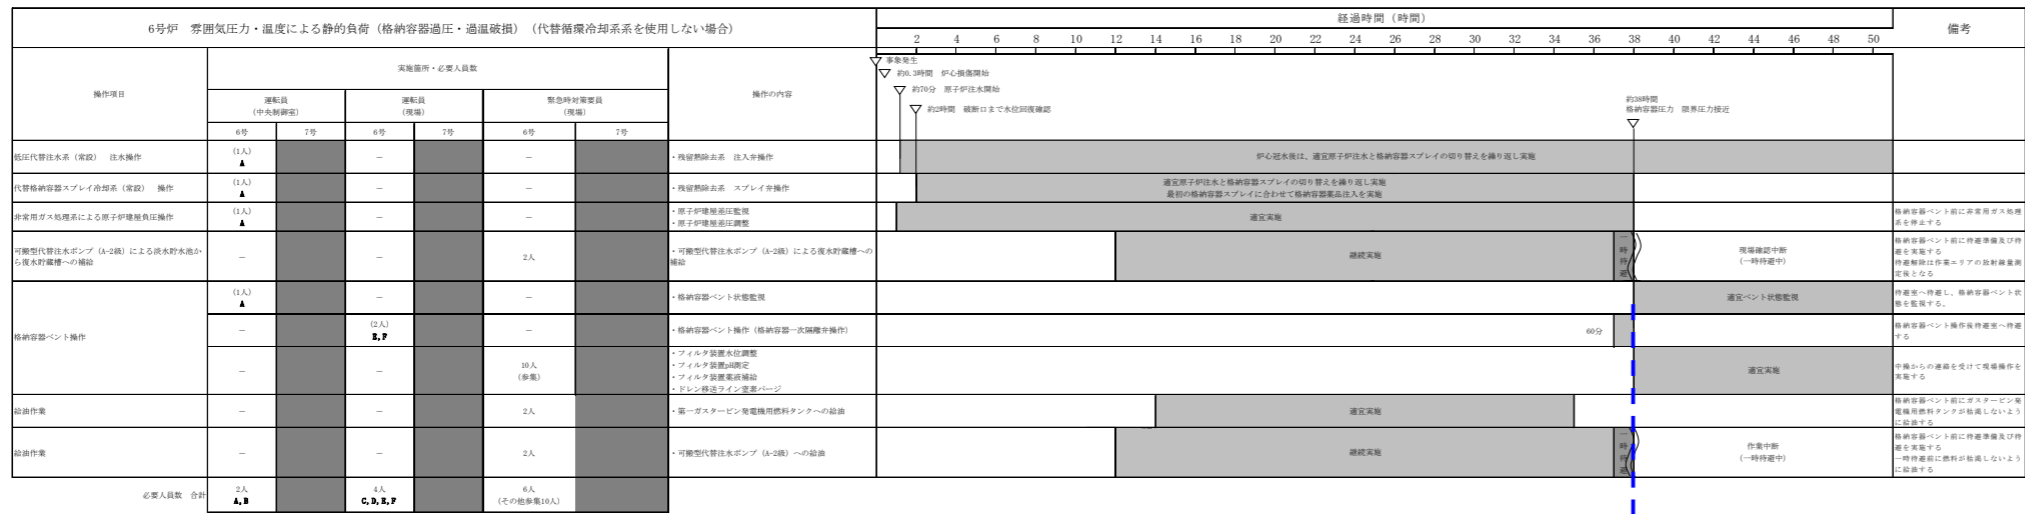 6号炉 雰囲気圧力・温度による静的負荷（格納容器過圧・過温破損）（代替循環冷却系を使用しない場合）
経過時間（時間）
備考
2 4 6 8 10 12 14 16 18 20 22 24 26 28 30 32 34 36 38 40 42 44 46 48 50
操作項目
実施箇所・必要人員数
操作の内容
運転員
（中央制御室）
運転員
（現場）
緊急時対策要員
（現場）
6号 7号 6号 7号 6号 7号
事象発生
約0.3時間 炉心損傷開始
約70分 原子炉注水開始
約2時間 破断口まで水位回復確認
約38時間
格納容器圧力 限界圧力接近
低圧代替注水系（常設） 注水操作
（1人）
A
－
－
・残留熱除去系 注入弁操作
炉心冠水後は、適宜原子炉注水と格納容器スプレイの切り替えを繰り返し実施
代替格納容器スプレイ冷却系（常設） 操作
（1人）
A
－
－
・残留熱除去系 スプレイ弁操作
適宜原子炉注水と格納容器スプレイの切り替えを繰り返し実施
最初の格納容器スプレイに合わせて格納容器薬品注入を実施
非常用ガス処理系による原子炉建屋負圧操作
（1人）
A
－
－
・原子炉建屋差圧監視
・原子炉建屋差圧調整
適宜実施
格納容器ベント前に非常用ガス処理
系を停止する
可搬型代替注水ポンプ（A-2級）による淡水貯水池か
ら復水貯蔵槽への補給
－
－
2人
・可搬型代替注水ポンプ（A-2級）による復水貯蔵槽への
補給
継続実施
一時待避
現場確認中断
（一時待避中）
格納容器ベント前に待避準備及び待
避を実施する
待避解除は作業エリアの放射線量測
定後となる
格納容器ベント操作
（1人）
A
－
－
・格納容器ベント状態監視
適宜ベント状態監視
待避室へ待避し、格納容器ベント状
態を監視する。
－
（2人）
E,F
－
・格納容器ベント操作（格納容器一次隔離弁操作）
60分
格納容器ベント操作後待避室へ待避
する
－
－
10人
（参集）
・フィルタ装置水位調整
・フィルタ装置pH測定
・フィルタ装置薬液補給
・ドレン移送ライン窒素パージ
適宜実施
中操からの連絡を受けて現場操作を
実施する
給油作業
－
－
2人
・第一ガスタービン発電機用燃料タンクへの給油
適宜実施
格納容器ベント前にガスタービン発
電機用燃料タンクが枯渇しないよう
に給油する
給油作業
－
－
2人
・可搬型代替注水ポンプ（A-2級）への給油
継続実施
一時待避
作業中断
（一時待避中）
格納容器ベント前に待避準備及び待
避を実施する
一時待避前に燃料が枯渇しないよう
に給油する
必要人員数 合計
2人
A,B
4人
C,D,E,F
6人
（その他参集10人）